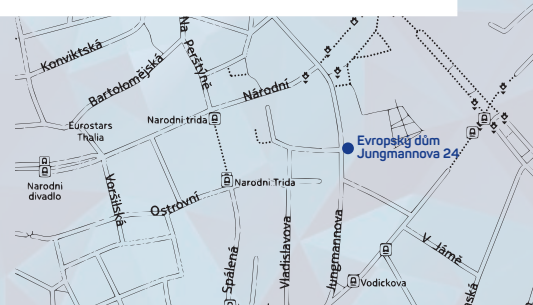 Konviktská
Na Perštýně
Bartolomějská
Národní
Narodni trida
Eurostars
Thalia
Evropský dům
Jungmannova 24
Narodni
divadlo
Voršilská
Narodni Trida
Ostrovní
Spálená
Vladislavova
Jungmannova
V Jámě
Vodickova
nská